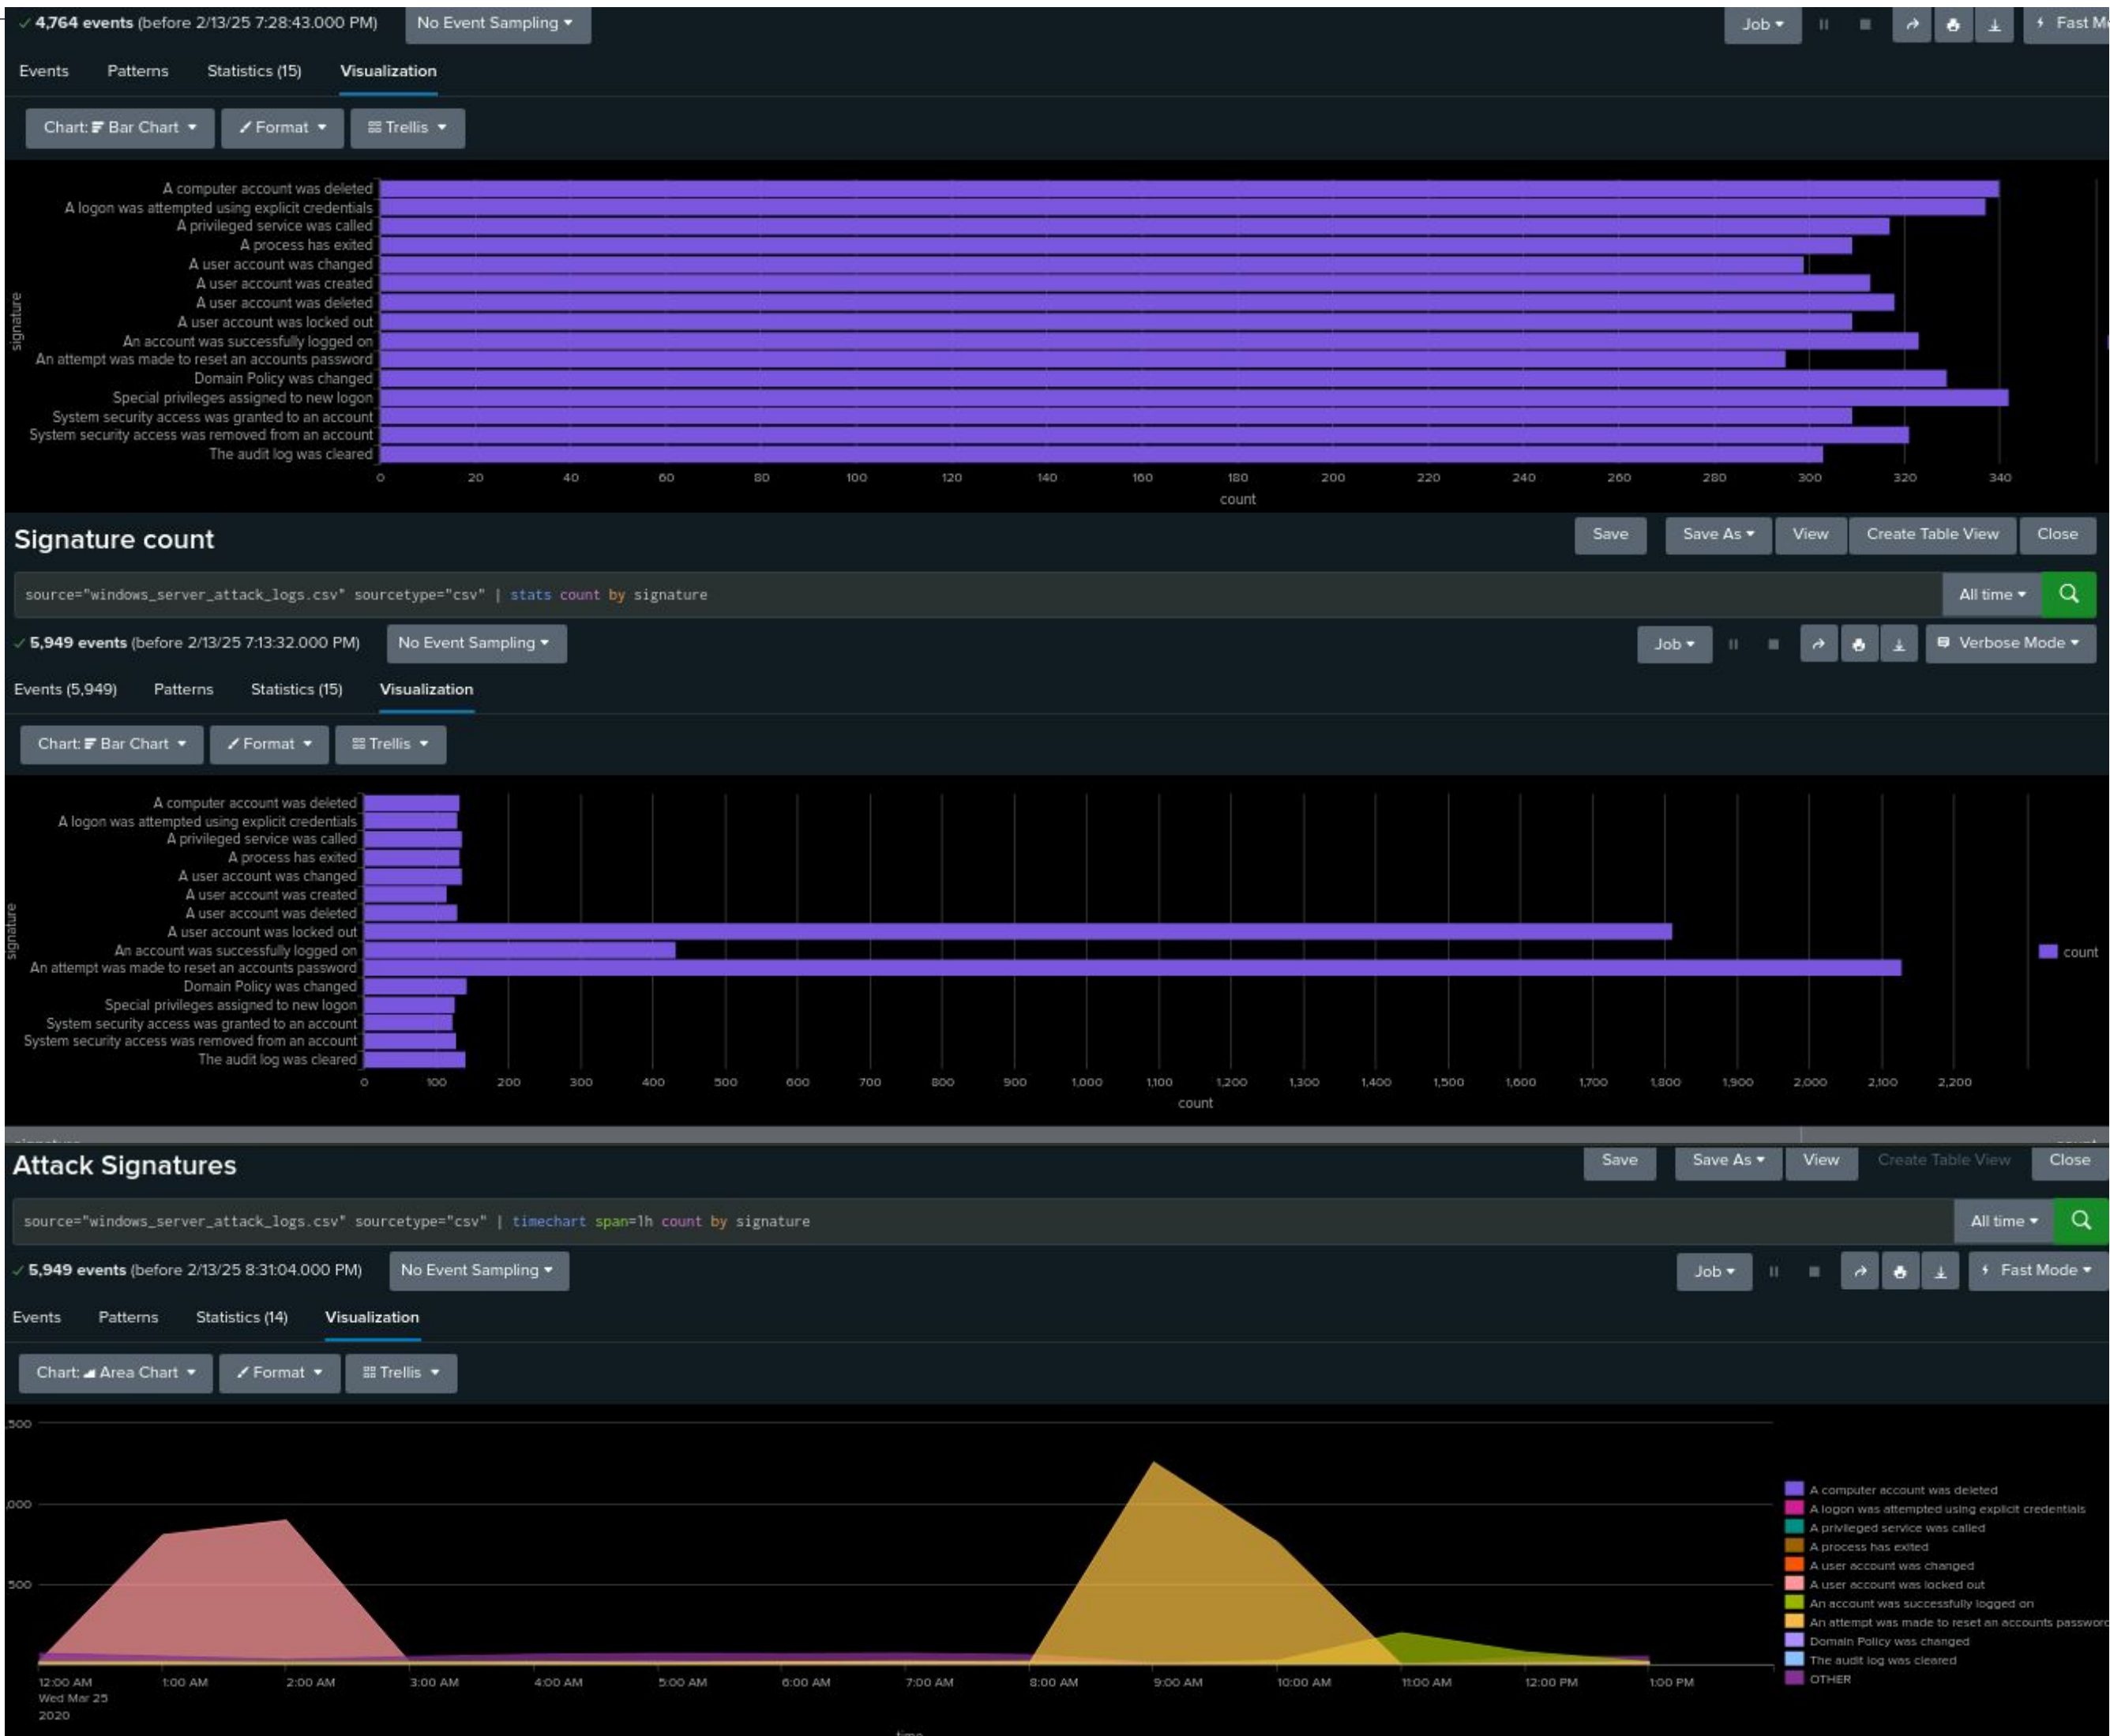 ✓ 4,764 events (before 2/13/25 7:28:43.000 PM) No Event Sampling ▾ Job ▾ Fast
Events Patterns Statistics (15) Visualization
Chart: Bar Chart ▾ Format ▾ Trellis ▾
signature
A computer account was deleted
A logon was attempted using explicit credentials
A privileged service was called
A process has exited
A user account was changed
A user account was created
A user account was deleted
A user account was locked out
An account was successfully logged on
An attempt was made to reset an accounts password
Domain Policy was changed
Special privileges assigned to new logon
System security access was granted to an account
System security access was removed from an account
The audit log was cleared
0 20 40 60 80 100 120 140 160 180 200 220 240 260 280 300 320 340
count
Signature count Save Save As ▾ View Create Table View Close
source="windows_server_attack_logs.csv" sourcetype="csv" | stats count by signature All time ▾
✓ 5,949 events (before 2/13/25 7:13:32.000 PM) No Event Sampling ▾ Job ▾ Verbose Mode ▾
Events (5,949) Patterns Statistics (15) Visualization
Chart: Bar Chart ▾ Format ▾ Trellis ▾
signature
A computer account was deleted
A logon was attempted using explicit credentials
A privileged service was called
A process has exited
A user account was changed
A user account was created
A user account was deleted
A user account was locked out
An account was successfully logged on
An attempt was made to reset an accounts password
Domain Policy was changed
Special privileges assigned to new logon
System security access was granted to an account
System security access was removed from an account
The audit log was cleared
count
0 100 200 300 400 500 600 700 800 900 1,000 1,100 1,200 1,300 1,400 1,500 1,600 1,700 1,800 1,900 2,000 2,100 2,200
count
Attack Signatures Save Save As ▾ View Create Table View Close
source="windows_server_attack_logs.csv" sourcetype="csv" | timechart span=1h count by signature All time ▾
✓ 5,949 events (before 2/13/25 8:31:04.000 PM) No Event Sampling ▾ Job ▾ Fast Mode ▾
Events Patterns Statistics (14) Visualization
Chart: Area Chart ▾ Format ▾ Trellis ▾
500
A computer account was deleted
A logon was attempted using explicit credentials
000
A privileged service was called
A process has exited
A user account was changed
500
A user account was locked out
An account was successfully logged on
An attempt was made to reset an accounts password
Domain Policy was changed
The audit log was cleared
OTHER
12:00 AM 1:00 AM 2:00 AM 3:00 AM 4:00 AM 5:00 AM 6:00 AM 7:00 AM 8:00 AM 9:00 AM 10:00 AM 11:00 AM 12:00 PM 1:00 PM
Wed Mar 25
2020